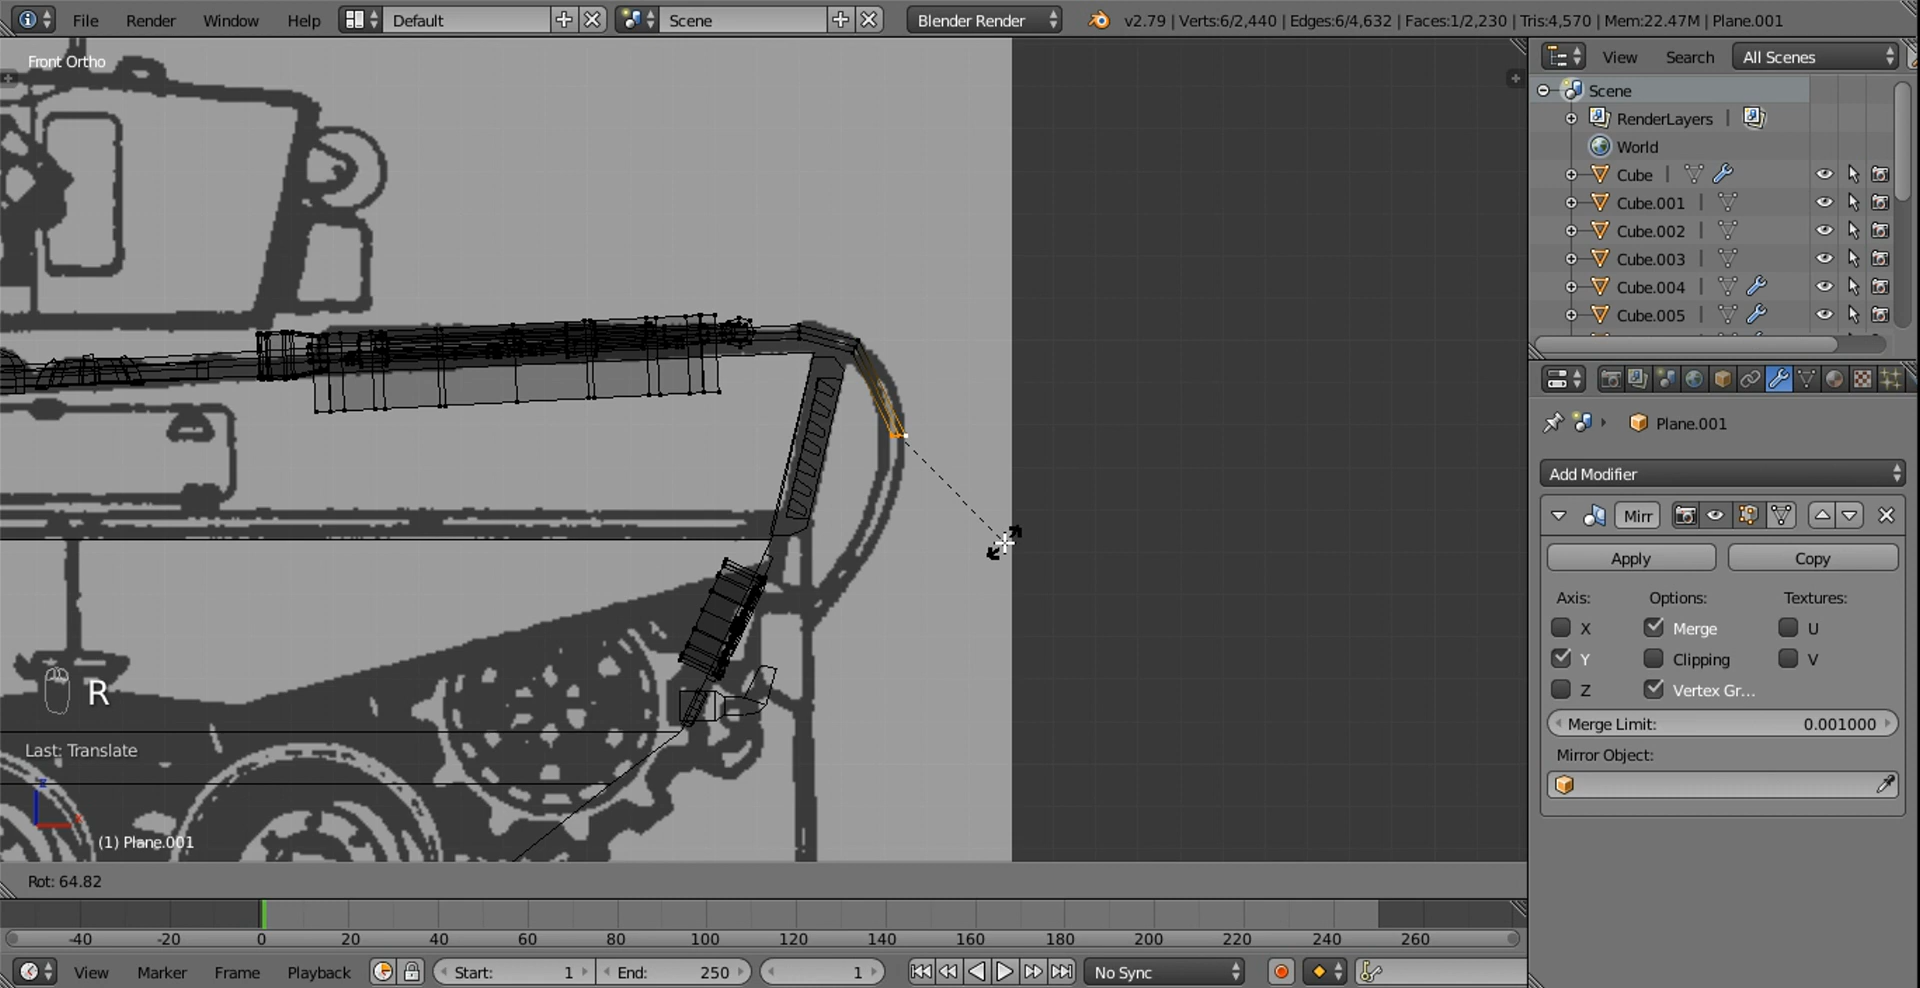 File Render Window Help Default Scene Blender Render v2.79 | Verts:6/2,440 | Edges:6/4,632 | Faces:1/2,230 | Tris:4,570 | Mem:22.47M | Plane.001
Front Ortho
View Search All Scenes
Scene
RenderLayers |
World
Cube |
Cube.001 |
Cube.002 |
Cube.003 |
Cube.004 |
Cube.005 |
Plane.001
Add Modifier
Mirr
Apply Copy
Axis: Options: Textures:
X Merge U
Y Clipping V
Z Vertex Gr...
Merge Limit: 0.001000
Mirror Object:
R
Last: Translate
z
x
(1) Plane.001
Rot: 64.82
-40 -20 0 20 40 60 80 100 120 140 160 180 200 220 240 260
View Marker Frame Playback Start: 1 End: 250 1 No Sync